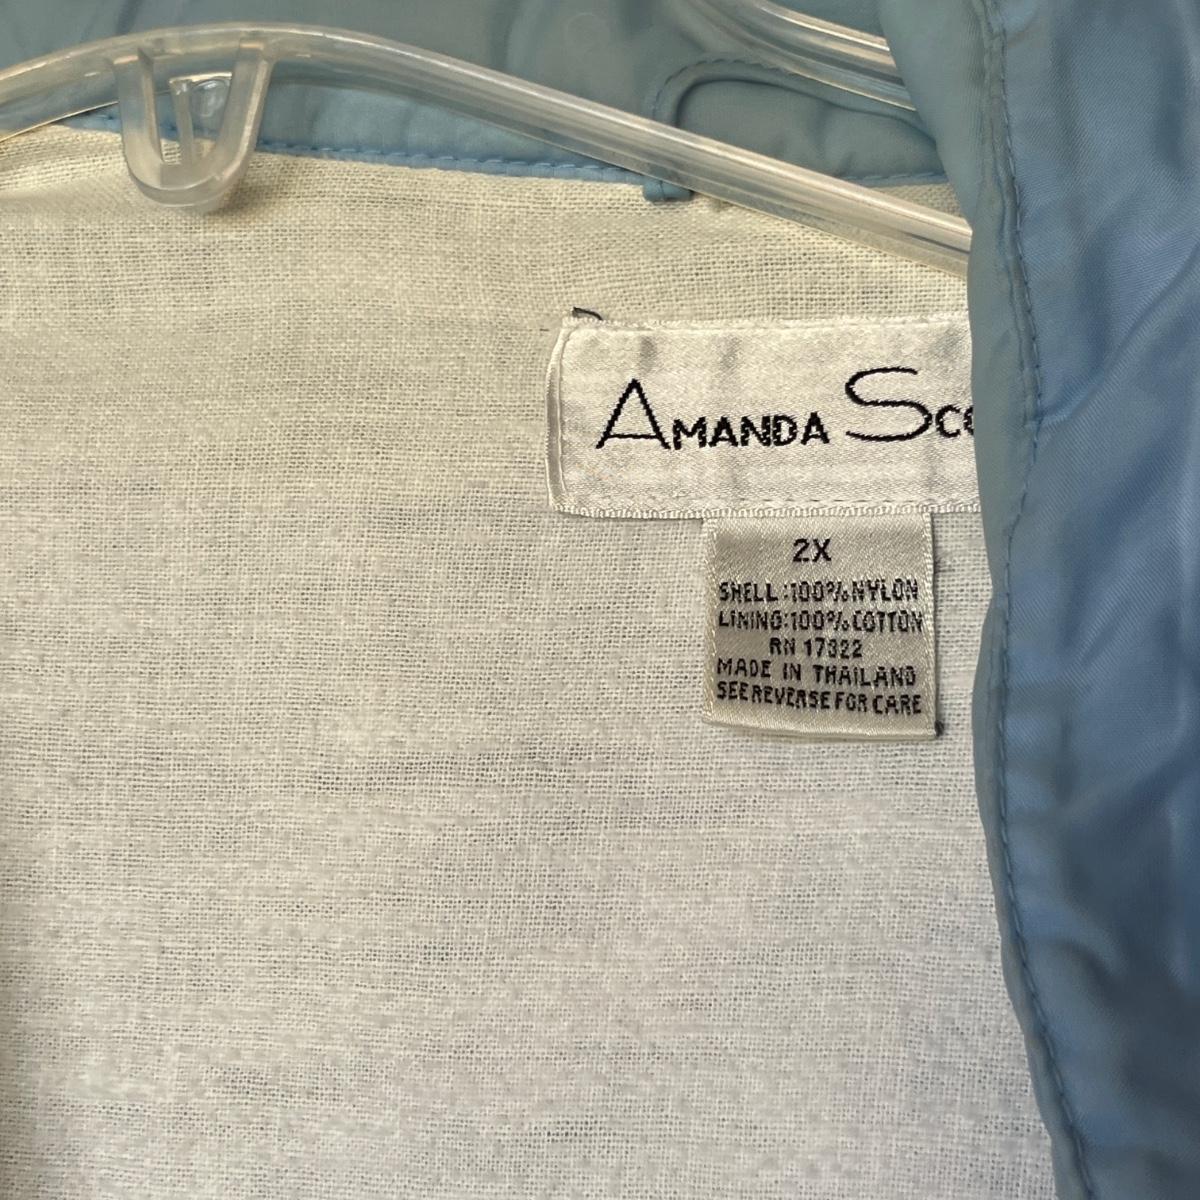 AMANDA SCO
2X
SHELL:100% NYLON
LINING:100% COTTON
RN 17322
MADE IN THAILAND
SEE REVERSE FOR CARE